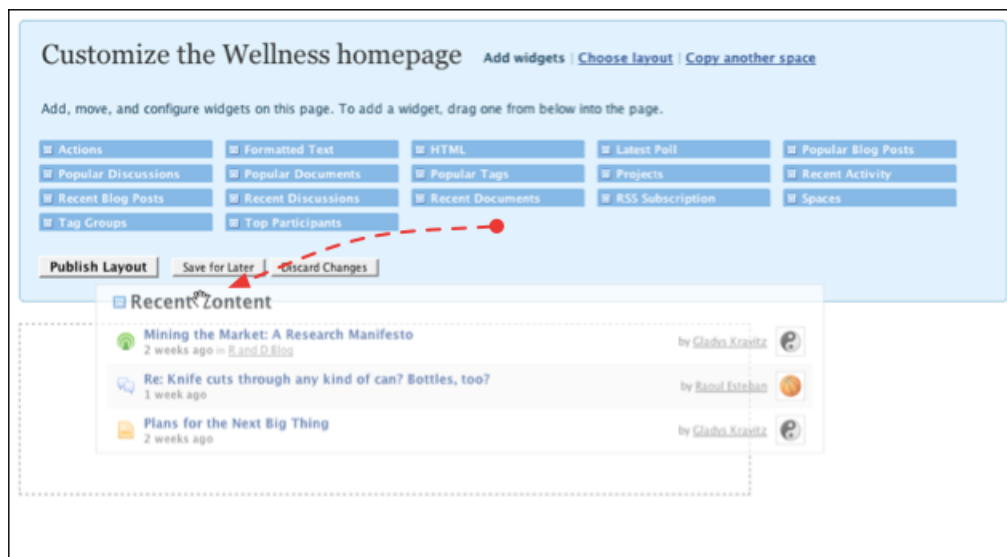 Customize the Wellness homepage Add widgets | Choose layout | Copy another space
Add, move, and configure widgets on this page. To add a widget, drag one from below into the page.
Actions Formatted Text HTML Latest Poll Popular Blog Posts
Popular Discussions Popular Documents Popular Tags Projects Recent Activity
Recent Blog Posts Recent Discussions Recent Documents RSS Subscription Spaces
Tag Groups Top Participants
Publish Layout Save for Later Discard Changes
Recent Content
Mining the Market: A Research Manifesto
2 weeks ago in R and D Blog by Gladys Kravitz
Re: Knife cuts through any kind of can? Bottles, too?
1 week ago by Raoul Esteban
Plans for the Next Big Thing
2 weeks ago by Gladys Kravitz